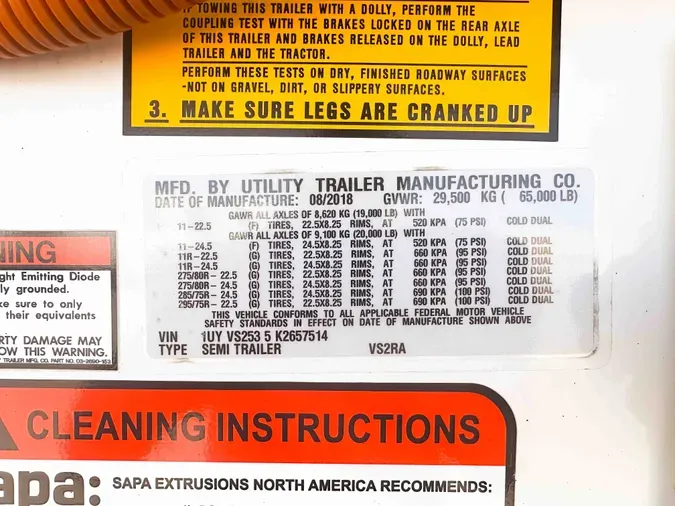 IF TOWING THIS TRAILER WITH A DOLLY, PERFORM THE
COUPLING TEST WITH THE BRAKES LOCKED ON THE REAR AXLE
OF THIS TRAILER AND BRAKES RELEASED ON THE DOLLY, LEAD
TRAILER AND THE TRACTOR.
PERFORM THESE TESTS ON DRY, FINISHED ROADWAY SURFACES
-NOT ON GRAVEL, DIRT, OR SLIPPERY SURFACES.
3. MAKE SURE LEGS ARE CRANKED UP
MFD. BY UTILITY TRAILER MANUFACTURING CO.
DATE OF MANUFACTURE: 08/2018 GVWR: 29,500 KG ( 65,000 LB)
GAWR ALL AXLES OF 8,620 KG (19,000 LB) WITH
11-22.5 (F) TIRES, 22.5X8.25 RIMS, AT 520 KPA (75 PSI) COLD DUAL
GAWR ALL AXLES OF 9,100 KG (20,000 LB) WITH
11-24.5 (F) TIRES, 24.5X8.25 RIMS, AT 520 KPA (75 PSI) COLD DUAL
11R-22.5 (G) TIRES, 22.5X8.25 RIMS, AT 660 KPA (95 PSI) COLD DUAL
11R-24.5 (G) TIRES, 24.5X8.25 RIMS, AT 660 KPA (95 PSI) COLD DUAL
275/80R-22.5 (G) TIRES, 22.5X8.25 RIMS, AT 660 KPA (95 PSI) COLD DUAL
275/80R-24.5 (G) TIRES, 24.5X8.25 RIMS, AT 660 KPA (95 PSI) COLD DUAL
285/75R-24.5 (G) TIRES, 24.5X8.25 RIMS, AT 690 KPA (100 PSI) COLD DUAL
295/75R-22.5 (G) TIRES, 22.5X8.25 RIMS, AT 690 KPA (100 PSI) COLD DUAL
THIS VEHICLE CONFORMS TO ALL APPLICABLE FEDERAL MOTOR VEHICLE
SAFETY STANDARDS IN EFFECT ON DATE OF MANUFACTURE SHOWN ABOVE
VIN 1UY VS253 5 K2657514
TYPE SEMI TRAILER VS2RA
NING
ght Emitting Diode
ly grounded.
ke sure to only
their equivalents
RTY DAMAGE MAY
OW THIS WARNING.
TRAILER MFG. CO. PART NO.
CLEANING INSTRUCTIONS
apa: SAPA EXTRUSIONS NORTH AMERICA RECOMMENDS: